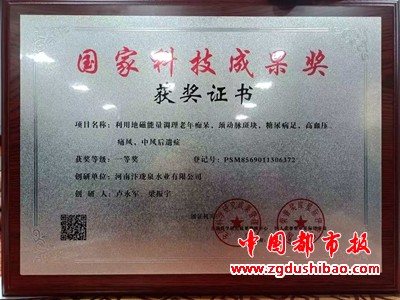 国家科技成果奖
获奖证书
项目名称：利用地磁能量调理老年痴呆、颈动脉斑块、糖尿病足、高血压、
痛风、中风后遗症
获奖等级：一等奖 登记号：PSM8569011306372
创研单位：河南汴珑泉水业有限公司
创研人：卢永军、梁振宇
中国都市报
www.zgdushibao.com